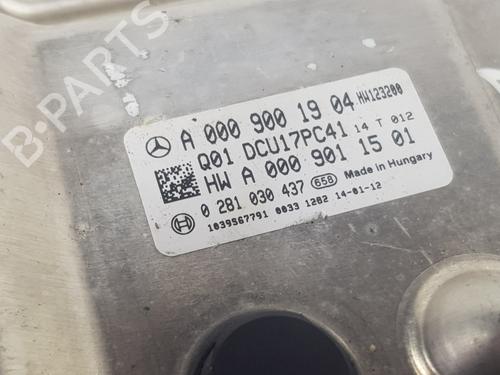 B-PARTS
A 000 900 19 04 HW123200
Q01 DCU17PC41 14 T 012
HW A 000 901 15 01
0 281 030 437 658 Made in Hungary
1039567791 0033 1282 14-01-12